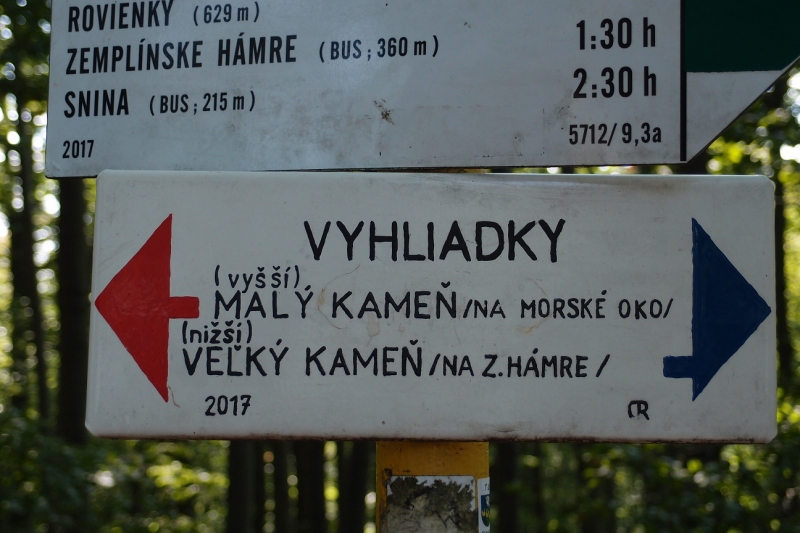 ROVIENKY (629 m)
ZEMPLÍNSKE HÁMRE (BUS; 360 m) 1:30 h
SNINA (BUS; 215 m) 2:30 h
2017 5712/9,3a
VYHLIADKY
(vyšší)
MALÝ KAMEŇ /NA MORSKÉ OKO/
(nižší)
VEĽKÝ KAMEŇ /NA Z.HÁMRE/
2017 CR